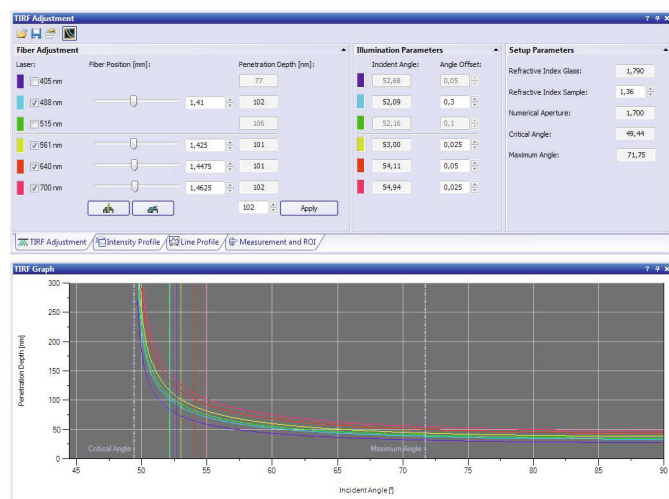 TIRF Adjustment
Fiber Adjustment
Laser: Fiber Position [nm]: Penetration Depth [nm]:
405 nm 77
488 nm 1,41 102
515 nm 106
561 nm 1,425 101
640 nm 1,4475 101
700 nm 1,4625 102
102 Apply
Illumination Parameters
Incident Angle: Angle Offset:
52,68 0,05
52,09 0,3
52,16 0,1
53,00 0,025
54,11 0,05
54,94 0,025
Setup Parameters
Refractive Index Glass: 1,790
Refractive Index Sample: 1,36
Numerical Aperture: 1,700
Critical Angle: 49,44
Maximum Angle: 71,75
TIRF Adjustment Intensity Profile Line Profile Measurement and ROI
TIRF Graph
Penetration Depth [nm]
300
250
200
150
100
50
0
Critical Angle Maximum Angle
45 50 55 60 65 70 75 80 85 90
Incident Angle [°]